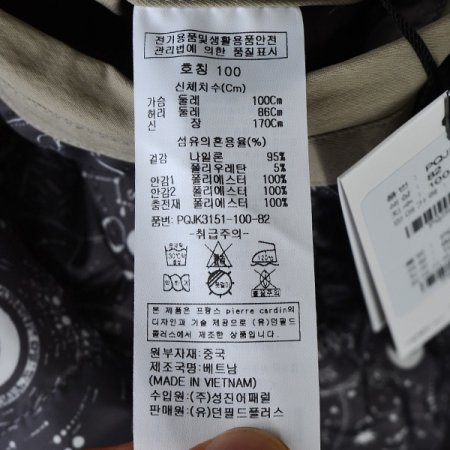 전기용품및생활용품안전
관리법에 의한 품질표시
호칭 100
신체치수(Cm)
가슴 둘레 100Cm
허리 둘레 86Cm
신 장 170Cm
섬유의혼용율(%)
겉감 나일론 95%
폴리우레탄 5%
안감1 폴리에스터 100%
안감2 폴리에스터 100%
충전재 폴리에스터 100%
품번: PQJK3151-100-B2
-취급주의-
본 제품은 프랑스 pierre cardin의
디자인과 기술 제공으로 (유)던필드
플러스에서 제조한 상품입니다.
원부자재:중국
제조국명:베트남
(MADE IN VIETNAM)
수입원:(주)성진어패럴
판매원:(유)던필드플러스
PQJ
B2
100